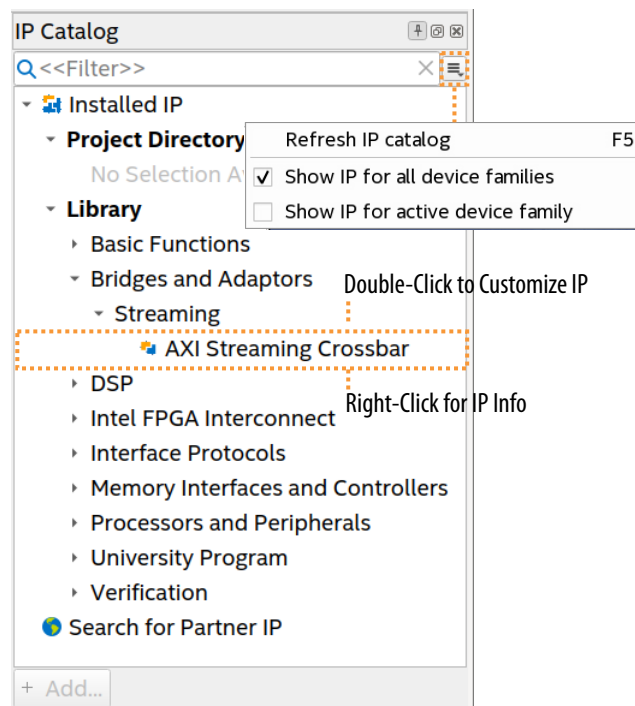 IP Catalog
<<Filter>>
Installed IP
Project Directory
Refresh IP catalog F5
No Selection A
Show IP for all device families
Library
Show IP for active device family
Basic Functions
Bridges and Adaptors
Double-Click to Customize IP
Streaming
AXI Streaming Crossbar
DSP
Right-Click for IP Info
Intel FPGA Interconnect
Interface Protocols
Memory Interfaces and Controllers
Processors and Peripherals
University Program
Verification
Search for Partner IP
+ Add...